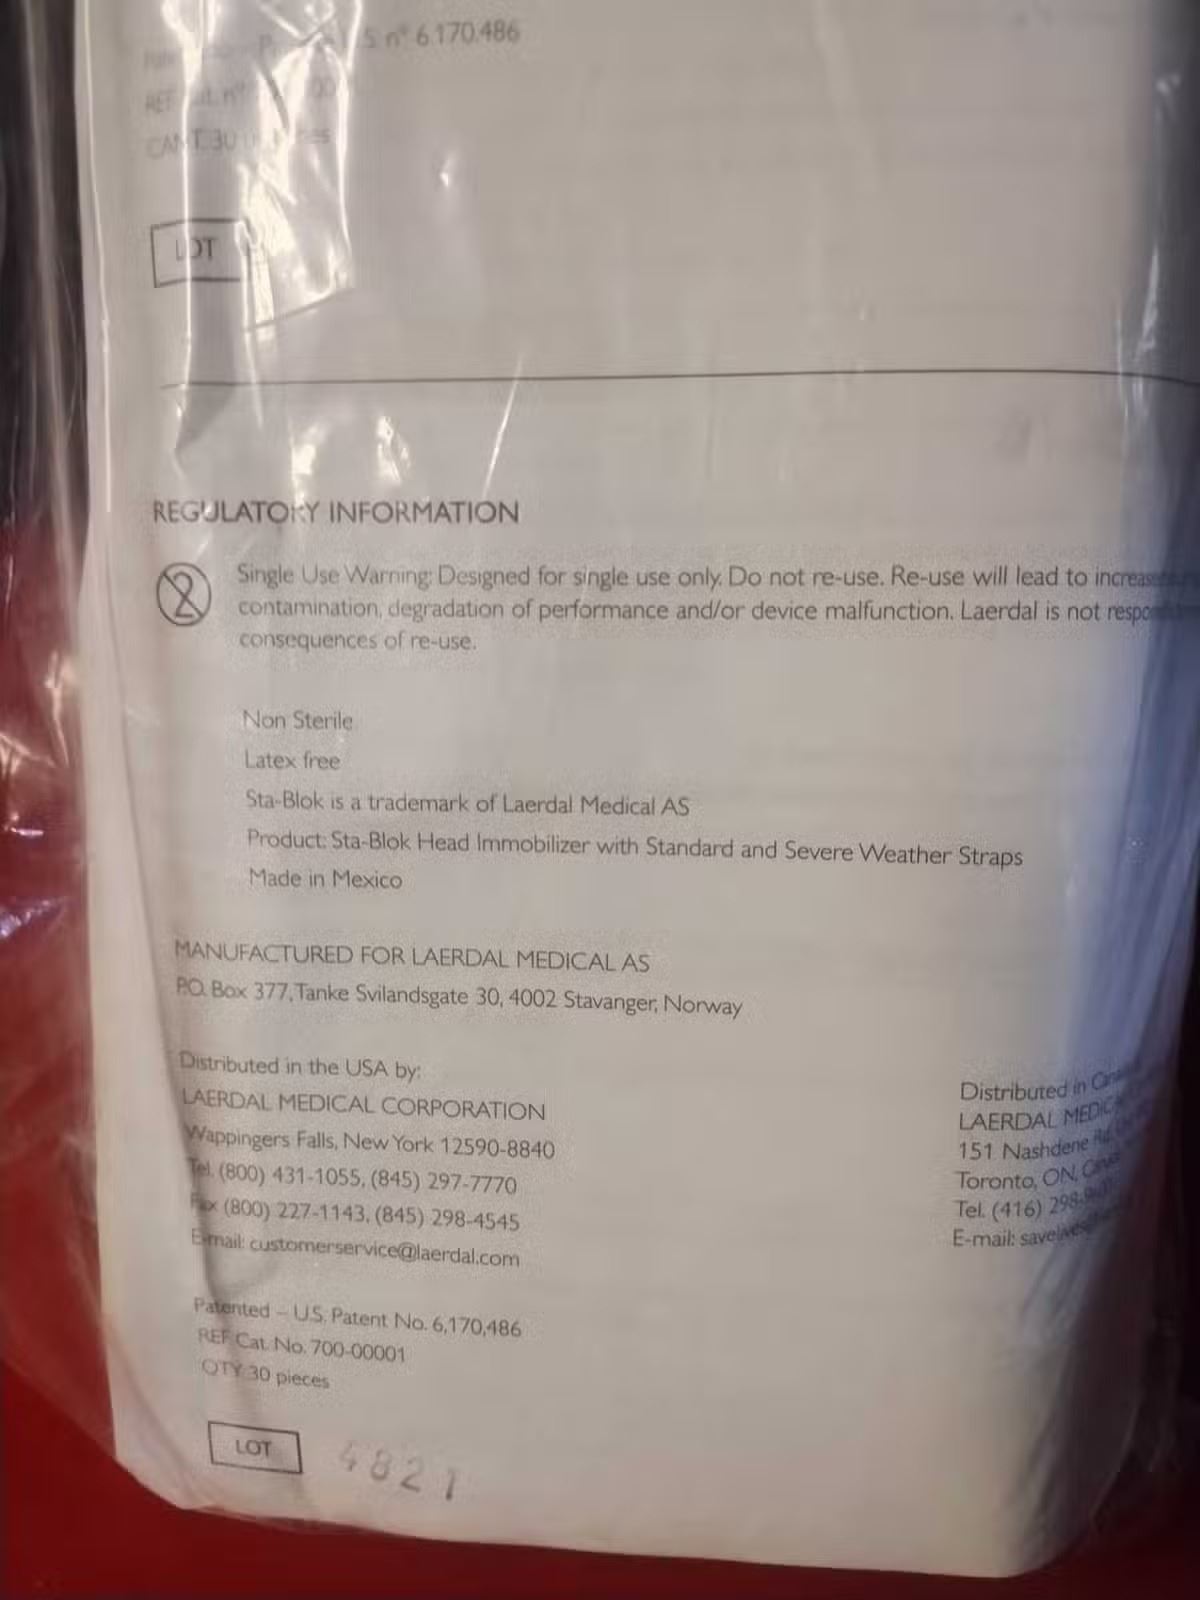 S n° 6.170.486
LOT
REGULATORY INFORMATION
Single Use Warning: Designed for single use only. Do not re-use. Re-use will lead to
contamination, degradation of performance and/or device malfunction. Laerdal is not
consequences of re-use.
Non Sterile
Latex free
Sta-Blok is a trademark of Laerdal Medical AS
Product: Sta-Blok Head Immobilizer with Standard and Severe Weather Straps
Made in Mexico
MANUFACTURED FOR LAERDAL MEDICAL AS
P.O. Box 377, Tanke Svilandsgate 30, 4002 Stavanger, Norway
Distributed in the USA by:
LAERDAL MEDICAL CORPORATION
Wappingers Falls, New York 12590-8840
Tel. (800) 431-1055, (845) 297-7770
Fax (800) 227-1143, (845) 298-4545
E-mail: customerservice@laerdal.com
Distributed in
LAERDAL
151 Nashdene Rd.
Toronto, ON,
Tel. (416)
E-mail:
Patented – U.S. Patent No. 6,170,486
REF Cat. No. 700-00001
QTY 30 pieces
LOT 4821